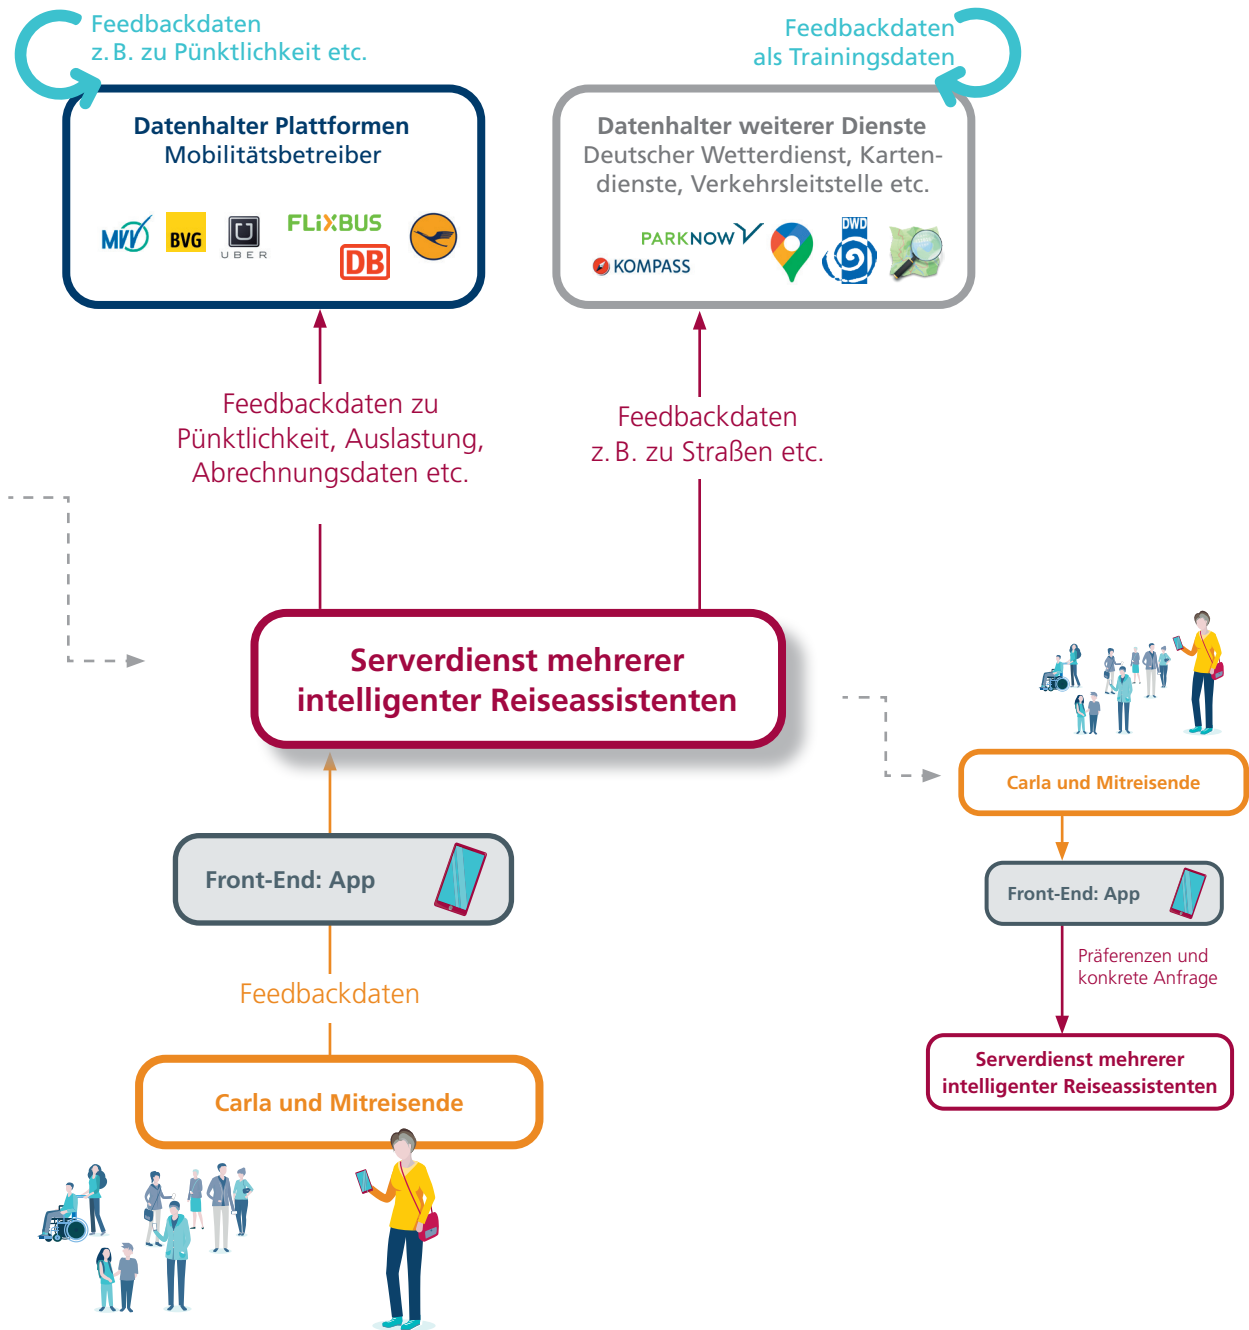 Feedbackdaten
z. B. zu Pünktlichkeit etc.
Feedbackdaten
als Trainingsdaten
Datenhalter Plattformen
Mobilitätsbetreiber
MVV
BVG
UBER
FLiXBUS
DB
Datenhalter weiterer Dienste
Deutscher Wetterdienst, Karten-
dienste, Verkehrsleitstelle etc.
PARKNOW
KOMPASS
DWD
Feedbackdaten zu
Pünktlichkeit, Auslastung,
Abrechnungsdaten etc.
Feedbackdaten
z. B. zu Straßen etc.
Serverdienst mehrerer
intelligenter Reiseassistenten
Front-End: App
Feedbackdaten
Carla und Mitreisende
Carla und Mitreisende
Front-End: App
Präferenzen und
konkrete Anfrage
Serverdienst mehrerer
intelligenter Reiseassistenten